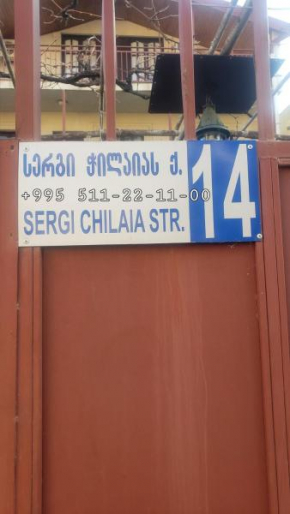 სერგი ჭილაიას ქ.
+995 511-22-11-00
SERGI CHILAIA STR.
14